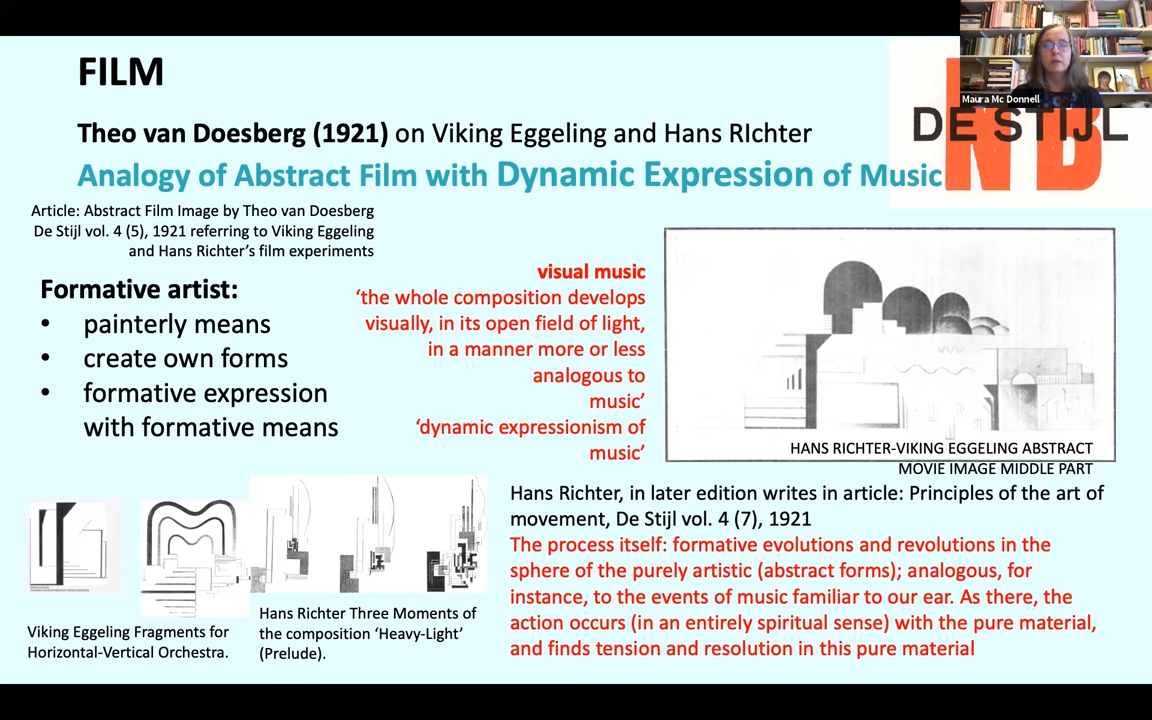 FILM
Maura Mc Donnell
DE STIJL
NB
Theo van Doesberg (1921) on Viking Eggeling and Hans RIchter
Analogy of Abstract Film with Dynamic Expression of Music
Article: Abstract Film Image by Theo van Doesberg
De Stijl vol. 4 (5), 1921 referring to Viking Eggeling
and Hans Richter’s film experiments
Formative artist:
• painterly means
• create own forms
• formative expression
with formative means
visual music
‘the whole composition develops
visually, in its open field of light,
in a manner more or less
analogous to
music’
‘dynamic expressionism of
music’
HANS RICHTER-VIKING EGGELING ABSTRACT
MOVIE IMAGE MIDDLE PART
Viking Eggeling Fragments for
Horizontal-Vertical Orchestra.
Hans Richter Three Moments of
the composition ‘Heavy-Light’
(Prelude).
Hans Richter, in later edition writes in article: Principles of the art of
movement, De Stijl vol. 4 (7), 1921
The process itself: formative evolutions and revolutions in the
sphere of the purely artistic (abstract forms); analogous, for
instance, to the events of music familiar to our ear. As there, the
action occurs (in an entirely spiritual sense) with the pure material,
and finds tension and resolution in this pure material